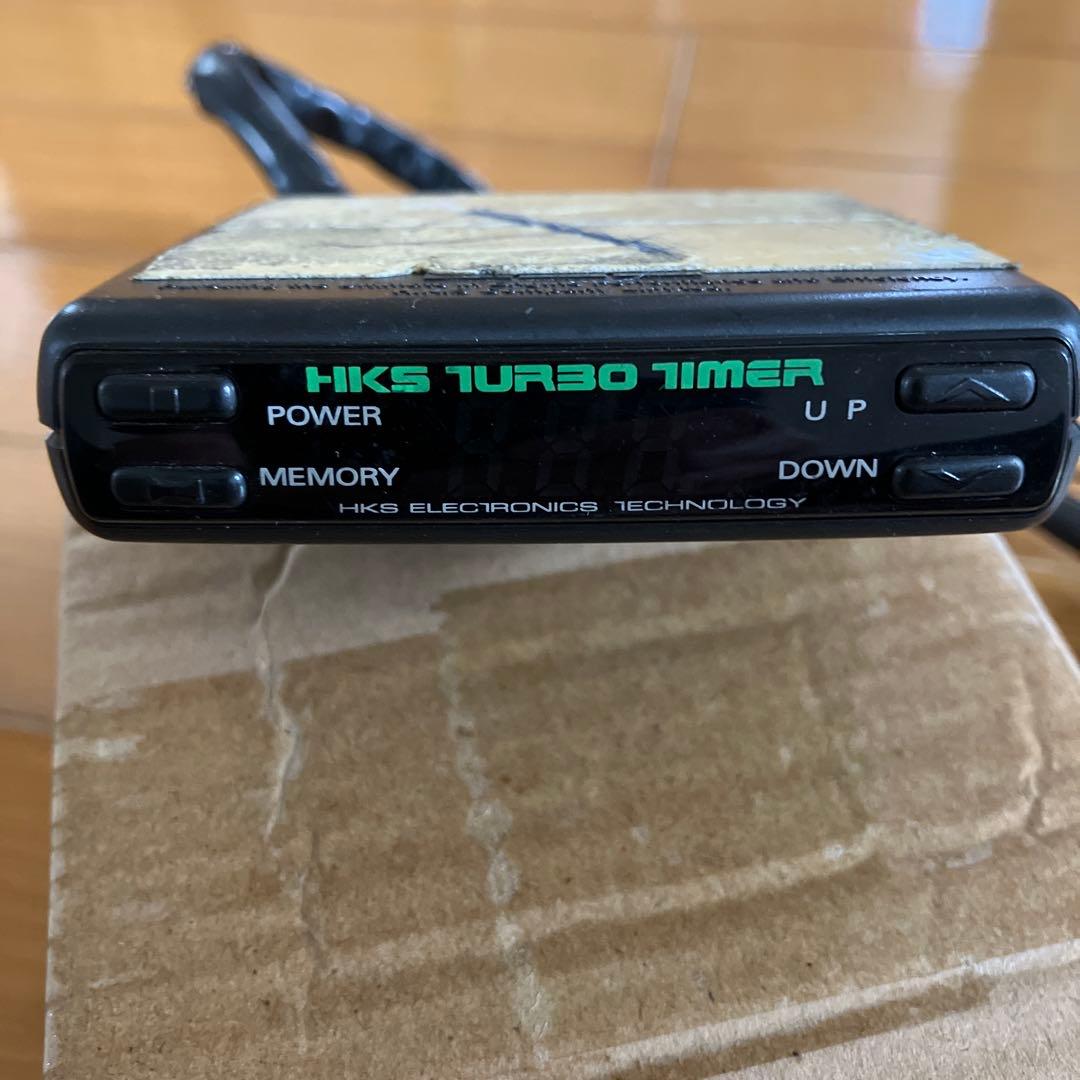 HKS TURBO TIMER
POWER
UP
MEMORY
DOWN
HKS ELECTRONICS TECHNOLOGY